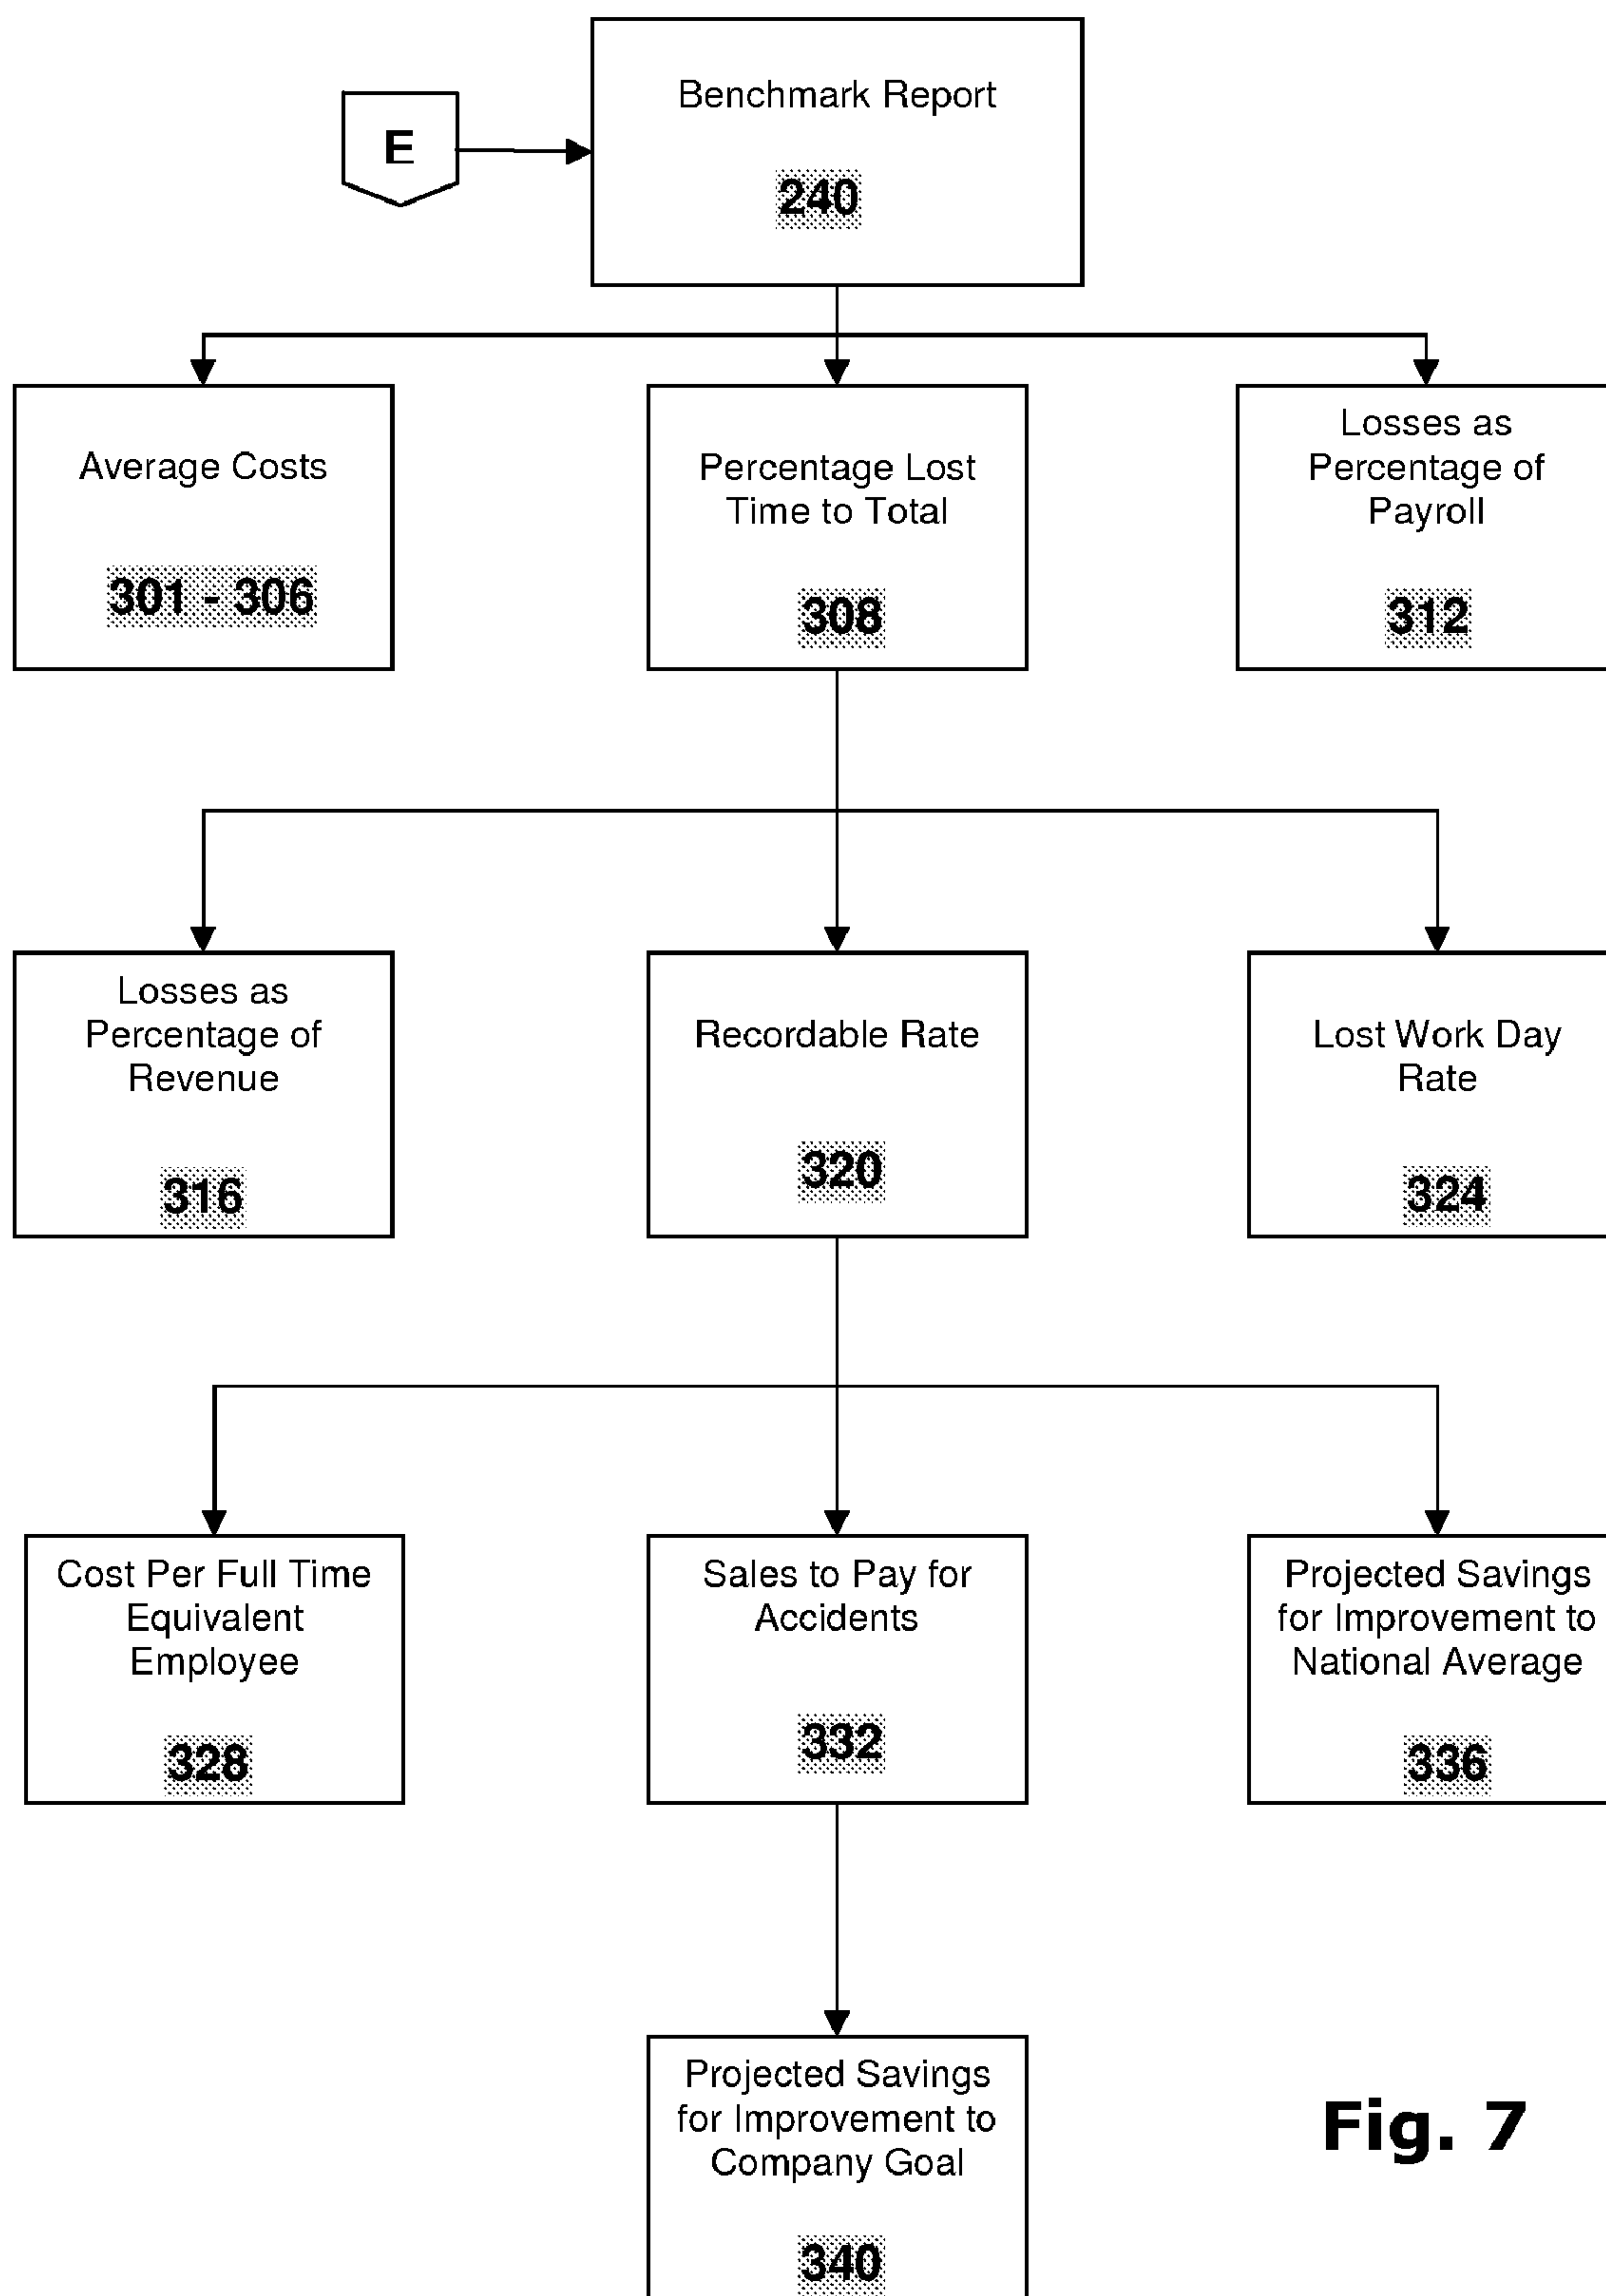 Benchmark Report
E
240
Average Costs
301 - 306
Percentage Lost
Time to Total
308
Losses as
Percentage of
Payroll
312
Losses as
Percentage of
Revenue
316
Recordable Rate
320
Lost Work Day
Rate
324
Cost Per Full Time
Equivalent
Employee
328
Sales to Pay for
Accidents
332
Projected Savings
for Improvement to
National Average
336
Projected Savings
for Improvement to
Company Goal
340
Fig. 7